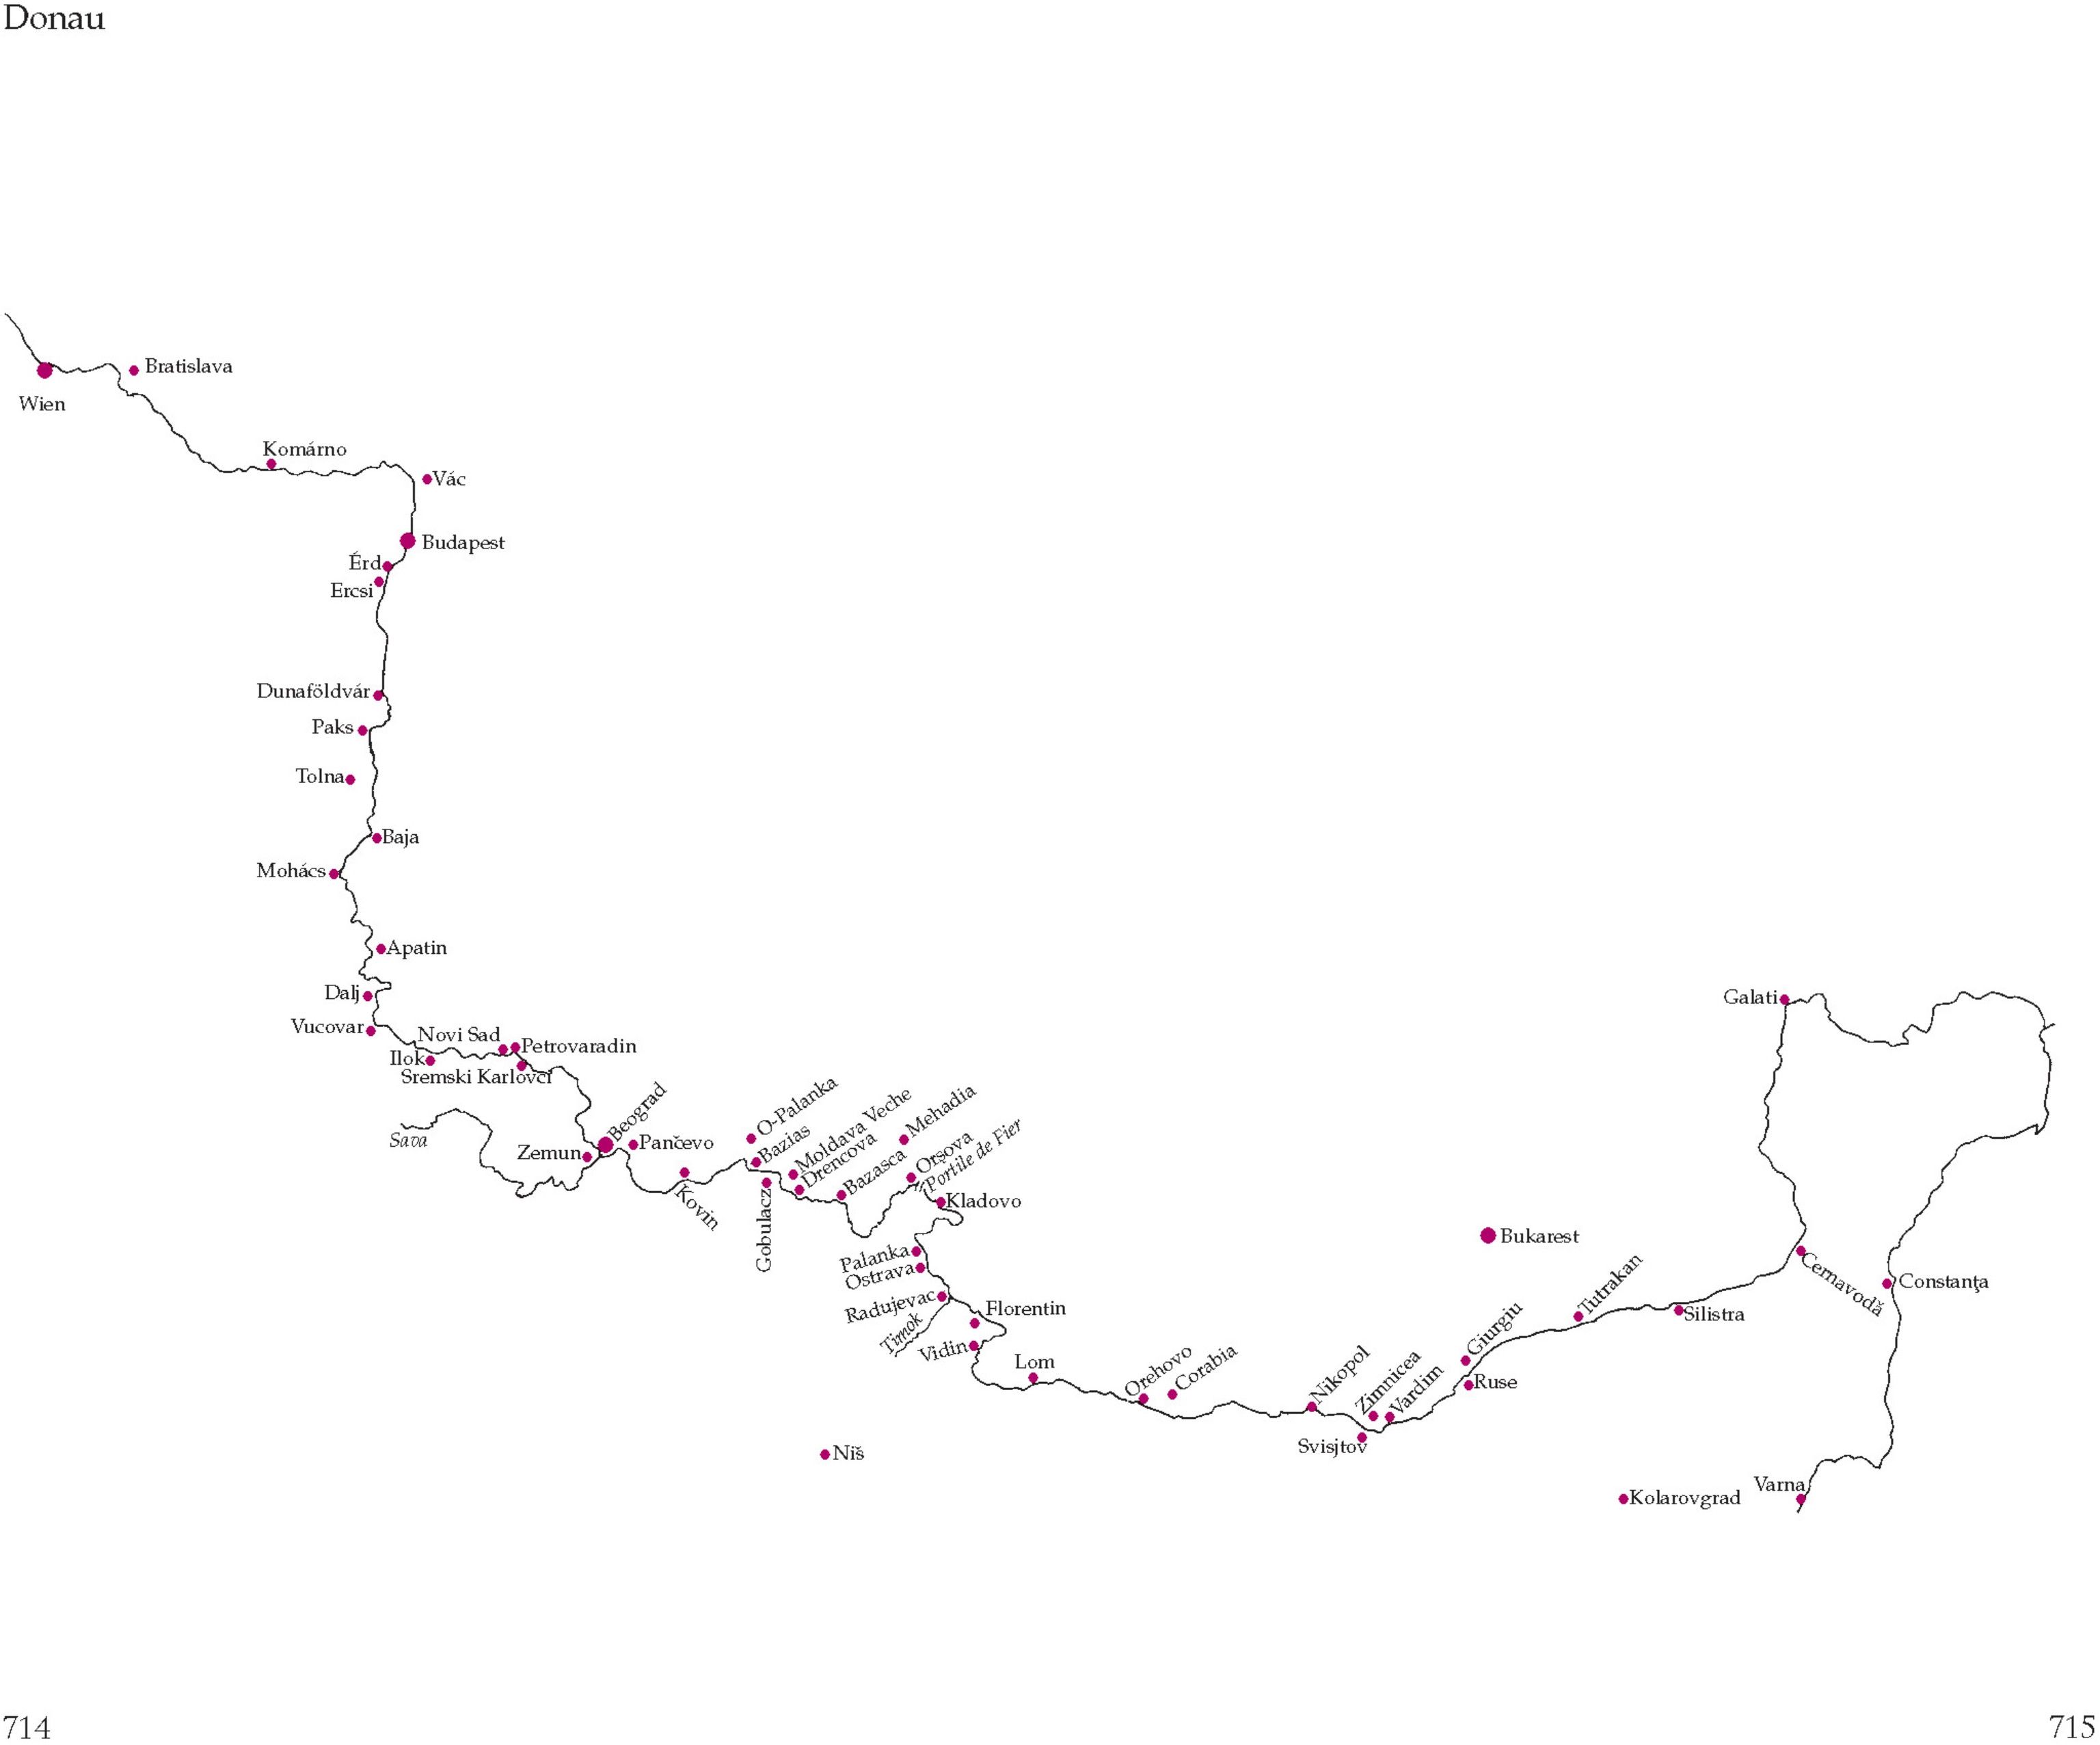 Donau
Bratislava
Wien
Komárno
Vác
Budapest
Érd
Ercsi
Dunaföldvár
Paks
Tolna
Baja
Mohács
Apatin
Dalj
Vucovar
Novi Sad
Petrovaradin
Ilok
Sremski Karlovci
Sava
Zemun
Beograd
Pančevo
Kovin
O-Palanka
Bazias
Gobulacz
Moldava Veche
Drencova
Bazasca
Mehadia
Orşova
Portile de Fier
Kladovo
Palanka
Ostrava
Radujevac
Timok
Florentin
Vidin
Lom
Niš
Orehovo
Corabia
Nikopol
Zimnicea
Vardim
Svisjtov
Giurgiu
Ruse
Bukarest
Tutrakan
Silistra
Galati
Cernavodă
Constanţa
Kolarovgrad
Varna
714
715